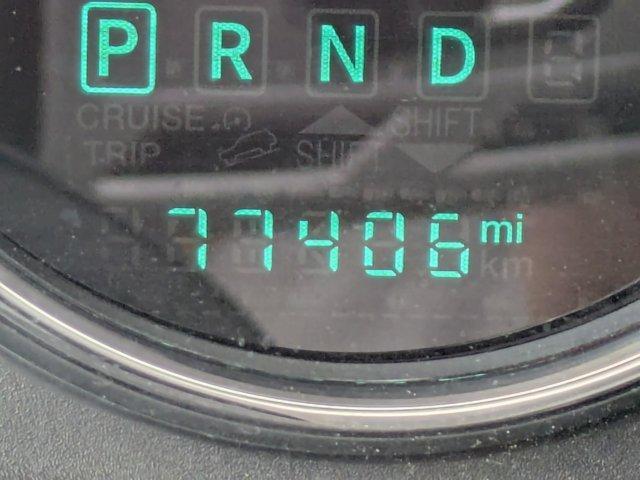 P R N D
CRUISE SHIFT
TRIP SHIFT
77406 mi
km